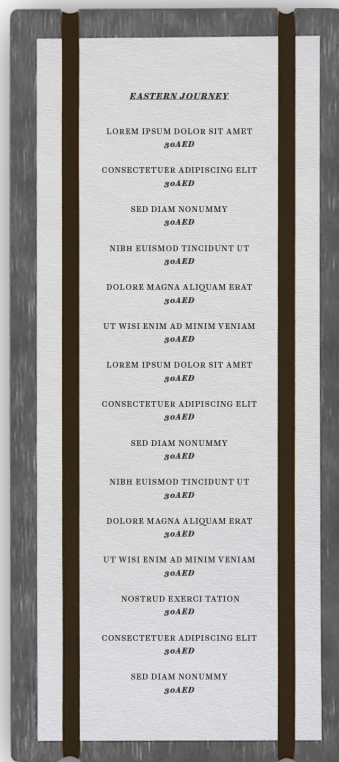 EASTERN JOURNEY
LOREM IPSUM DOLOR SIT AMET
30AED
CONSECTETUER ADIPISCING ELIT
30AED
SED DIAM NONUMMY
30AED
NIBH EUISMOD TINCIDUNT UT
30AED
DOLORE MAGNA ALIQUAM ERAT
30AED
UT WISI ENIM AD MINIM VENIAM
30AED
LOREM IPSUM DOLOR SIT AMET
30AED
CONSECTETUER ADIPISCING ELIT
30AED
SED DIAM NONUMMY
30AED
NIBH EUISMOD TINCIDUNT UT
30AED
DOLORE MAGNA ALIQUAM ERAT
30AED
UT WISI ENIM AD MINIM VENIAM
30AED
NOSTRUD EXERCI TATION
30AED
CONSECTETUER ADIPISCING ELIT
30AED
SED DIAM NONUMMY
30AED